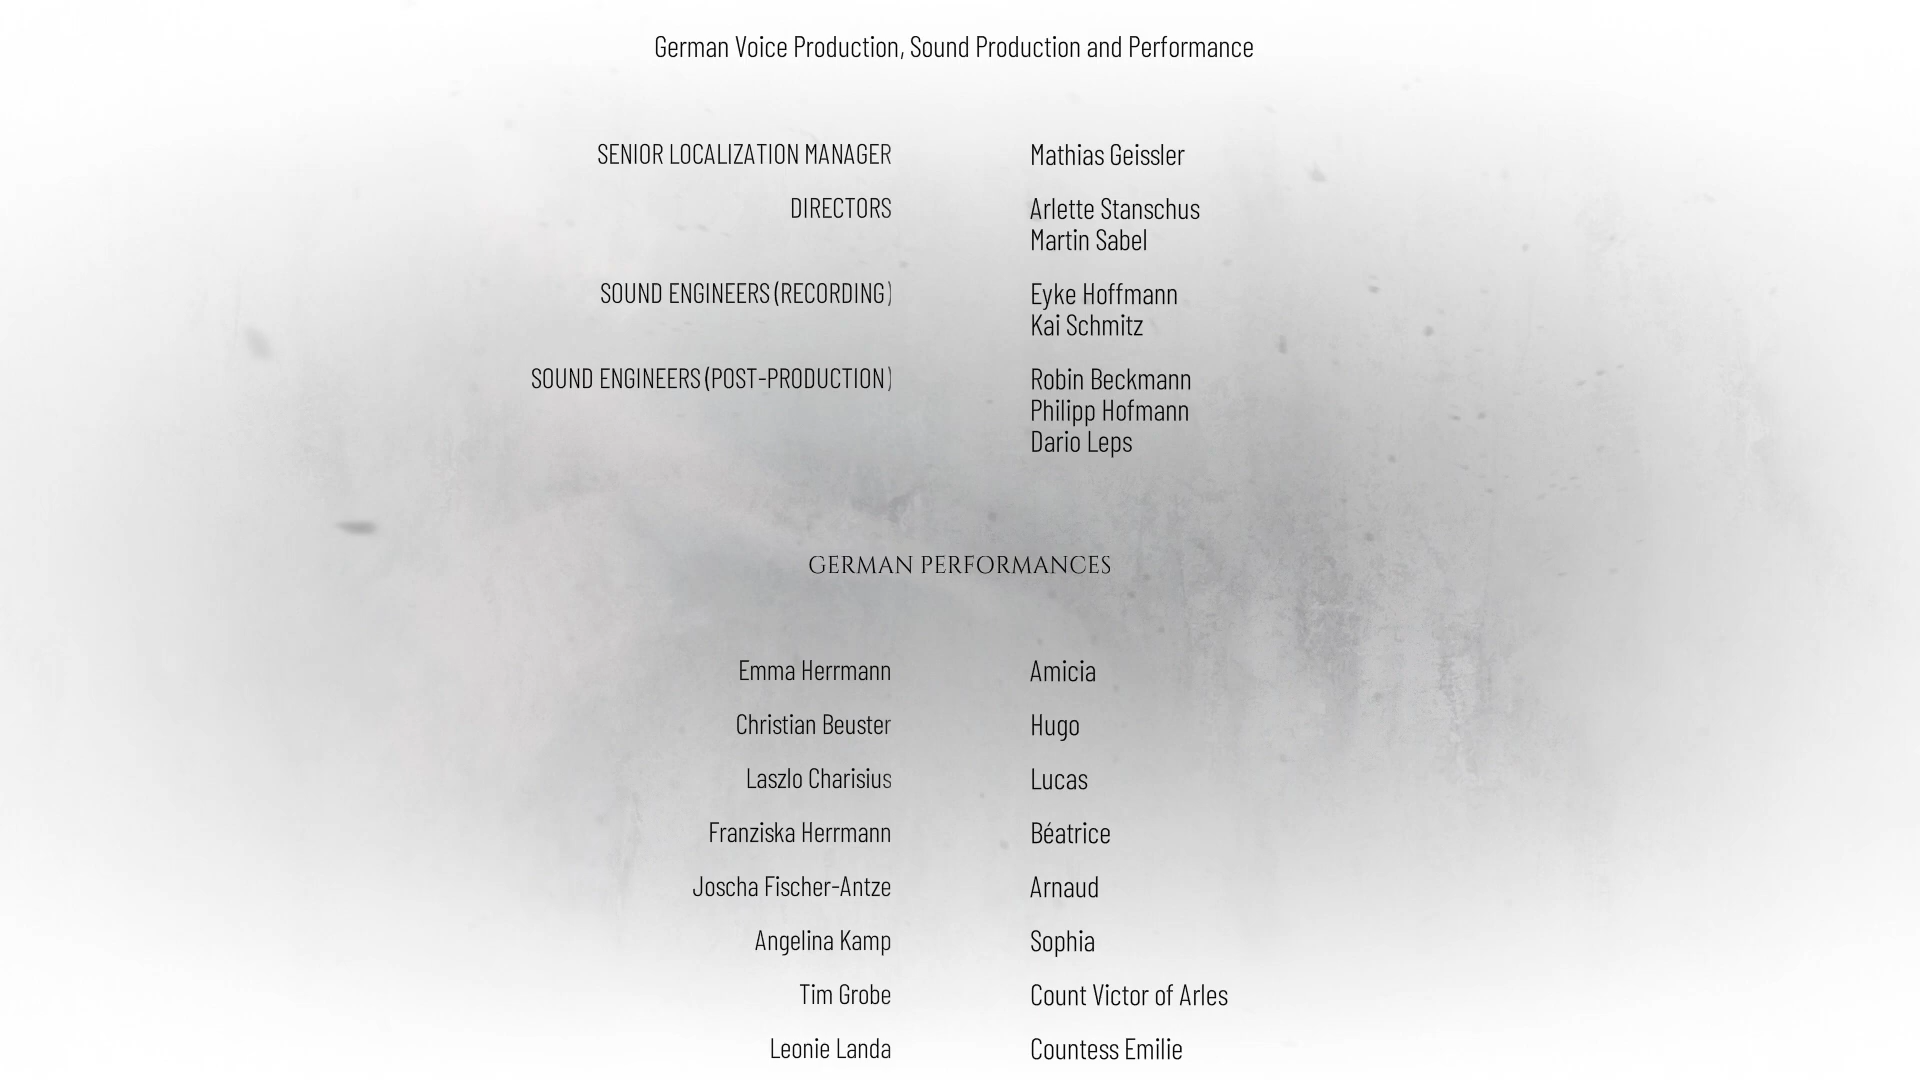 German Voice Production, Sound Production and Performance
SENIOR LOCALIZATION MANAGER Mathias Geissler
DIRECTORS Arlette Stanschus
Martin Sabel
SOUND ENGINEERS (RECORDING) Eyke Hoffmann
Kai Schmitz
SOUND ENGINEERS (POST-PRODUCTION) Robin Beckmann
Philipp Hofmann
Dario Leps
GERMAN PERFORMANCES
Emma Herrmann Amicia
Christian Beuster Hugo
Laszlo Charisius Lucas
Franziska Herrmann Béatrice
Joscha Fischer-Antze Arnaud
Angelina Kamp Sophia
Tim Grobe Count Victor of Arles
Leonie Landa Countess Emilie